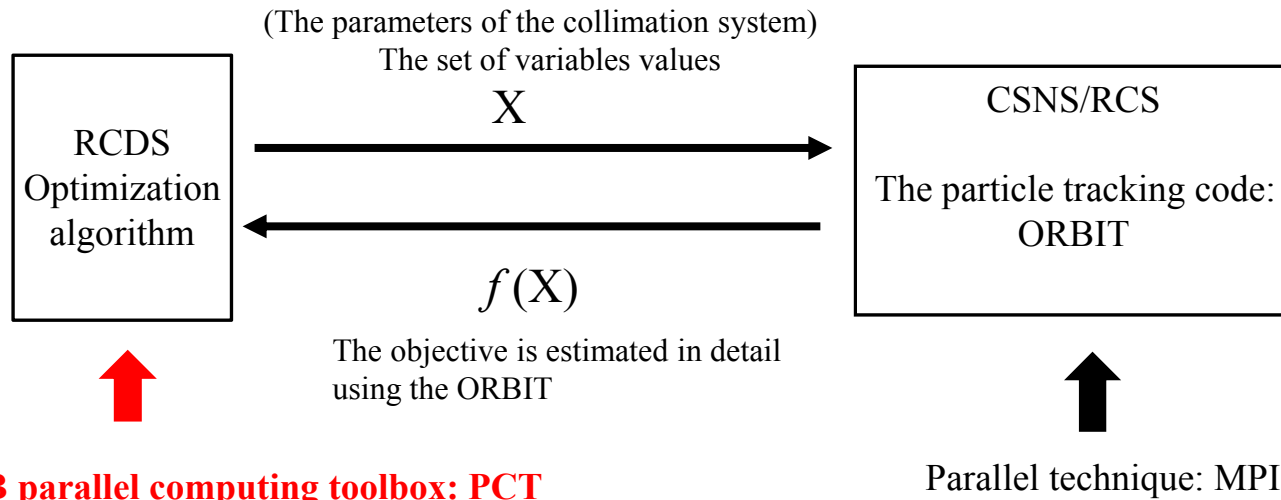 (The parameters of the collimation system)
The set of variables values
X
RCDS
Optimization
algorithm
CSNS/RCS
The particle tracking code:
ORBIT
f(X)
The objective is estimated in detail
using the ORBIT
parallel computing toolbox: PCT
Parallel technique: MPI